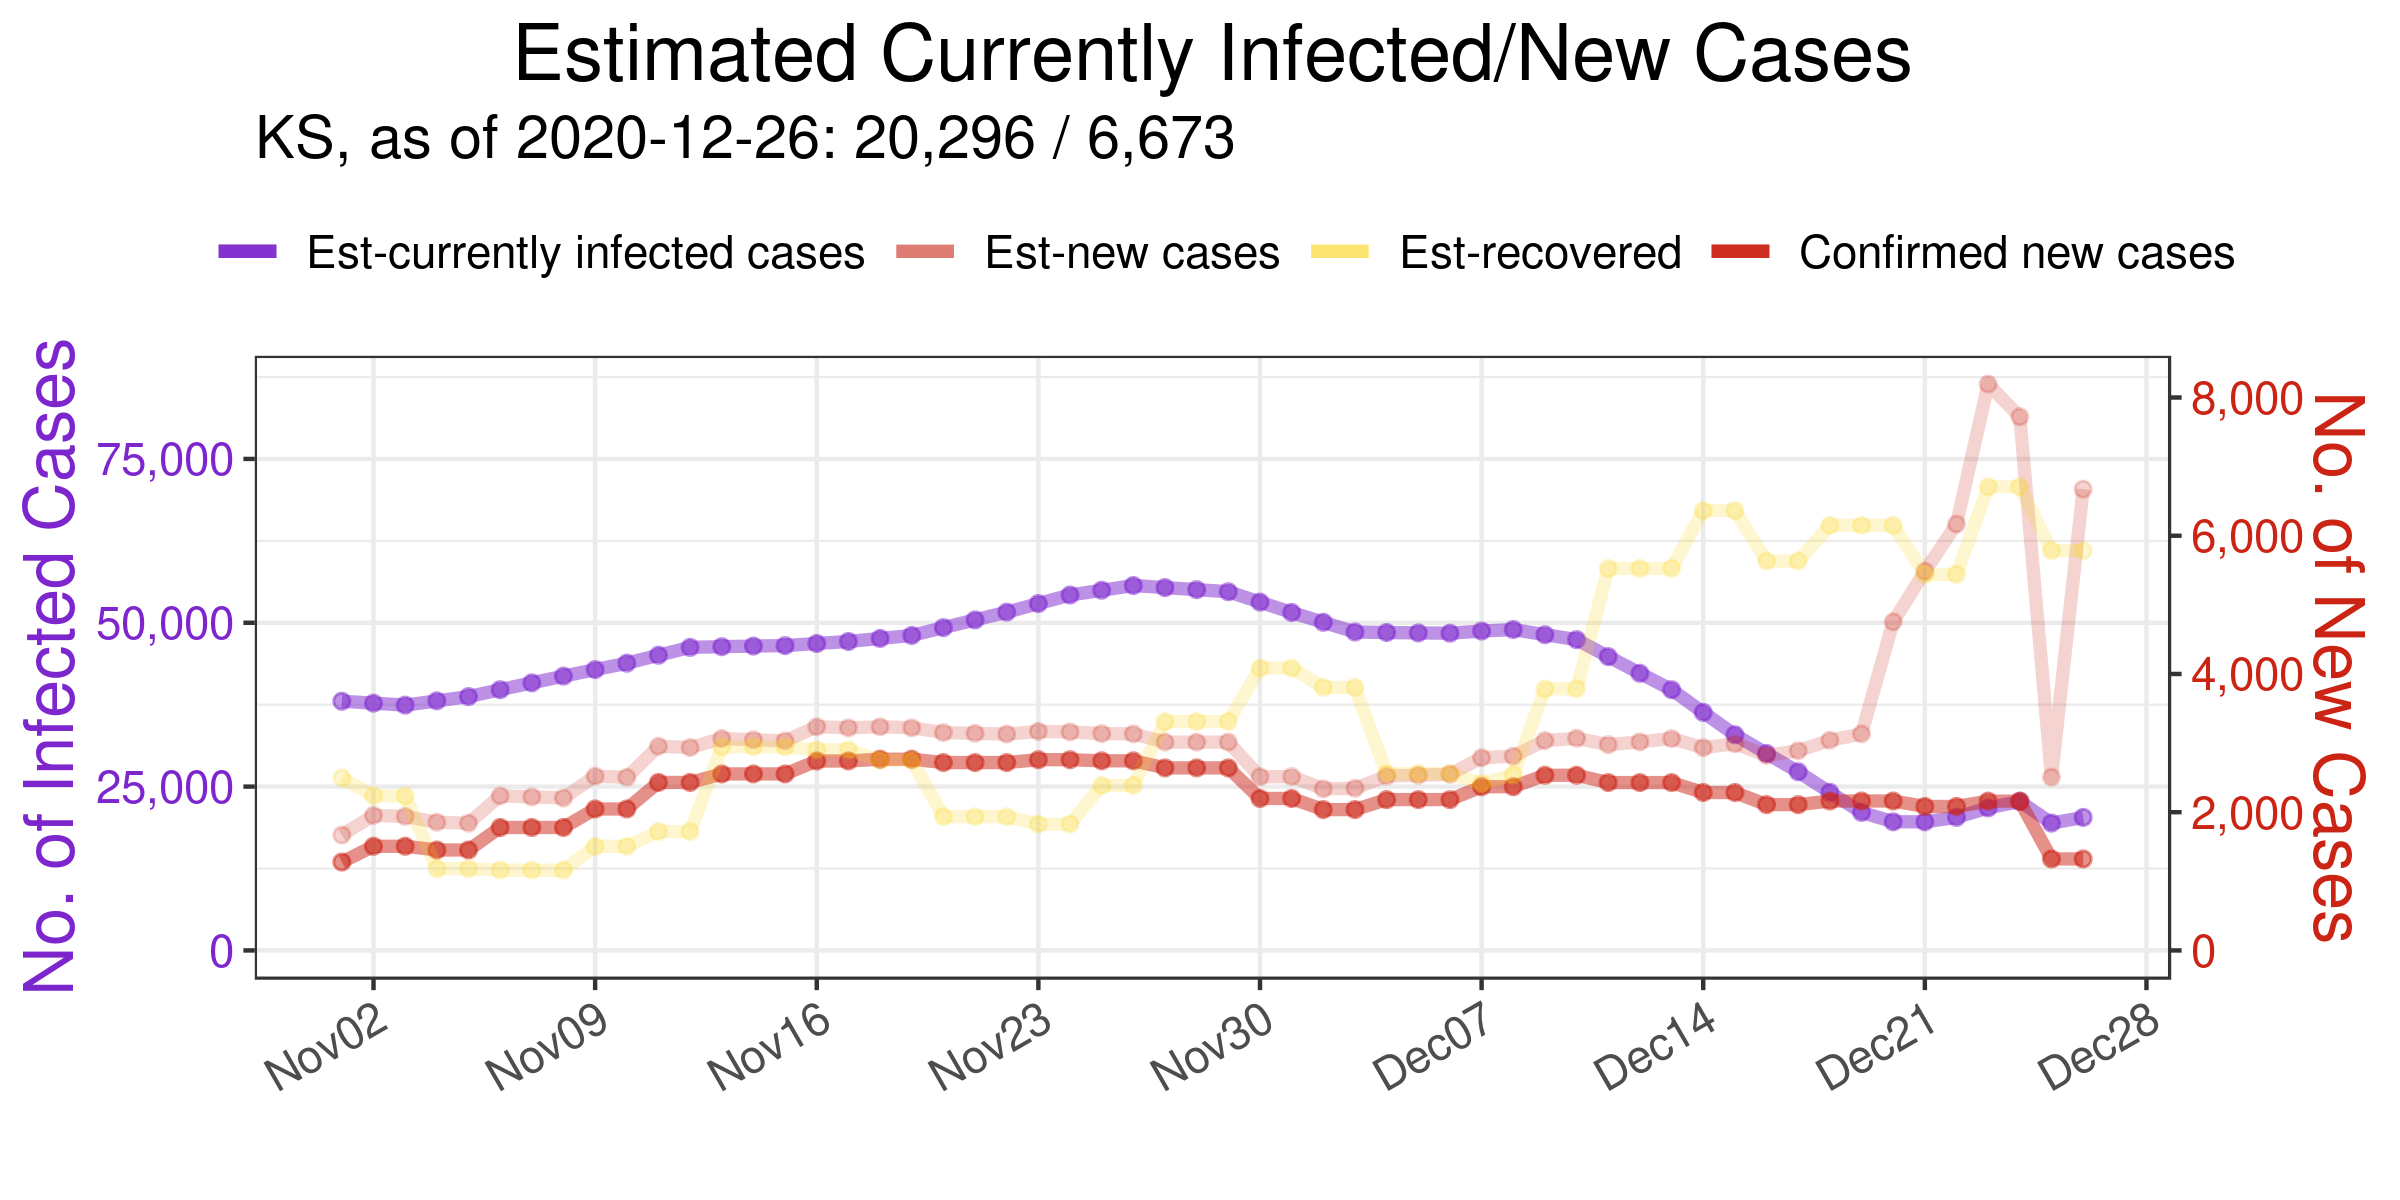 Estimated Currently Infected/New Cases
KS, as of 2020-12-26: 20,296 / 6,673
Est-currently infected cases Est-new cases Est-recovered Confirmed new cases
No. of Infected Cases
75,000
50,000
25,000
0
8,000
6,000
4,000
2,000
0
No. of New Cases
Nov02 Nov09 Nov16 Nov23 Nov30 Dec07 Dec14 Dec21 Dec28